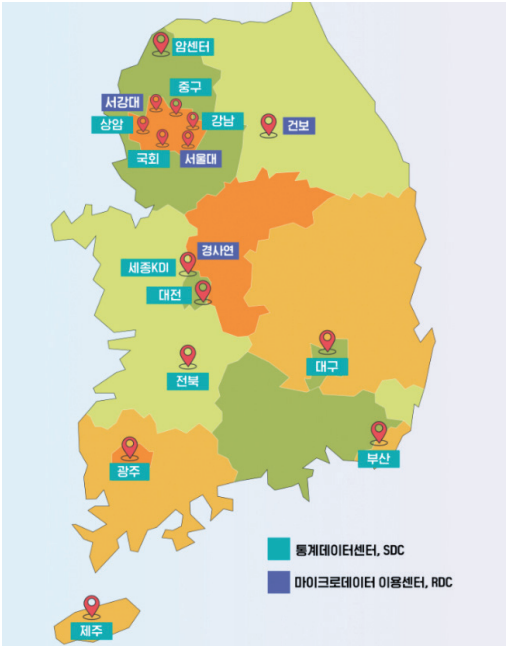 암센터
중구
서강대
상암
강남
건보
국회
서울대
경사연
세종KDI
대전
대구
전북
부산
광주
통계데이터센터, SDC
마이크로데이터 이용센터, RDC
제주